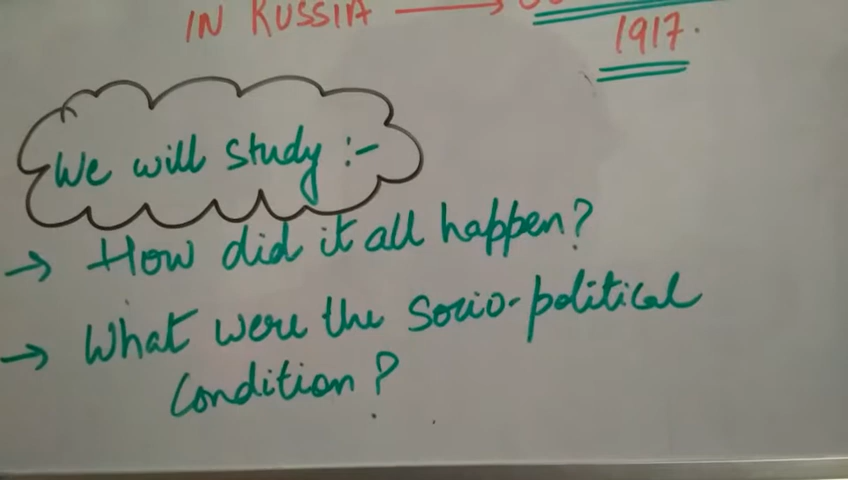 IN RUSSIA →
1917.
We will study :-
→ How did it all happen?
→ What were the socio-political
condition?